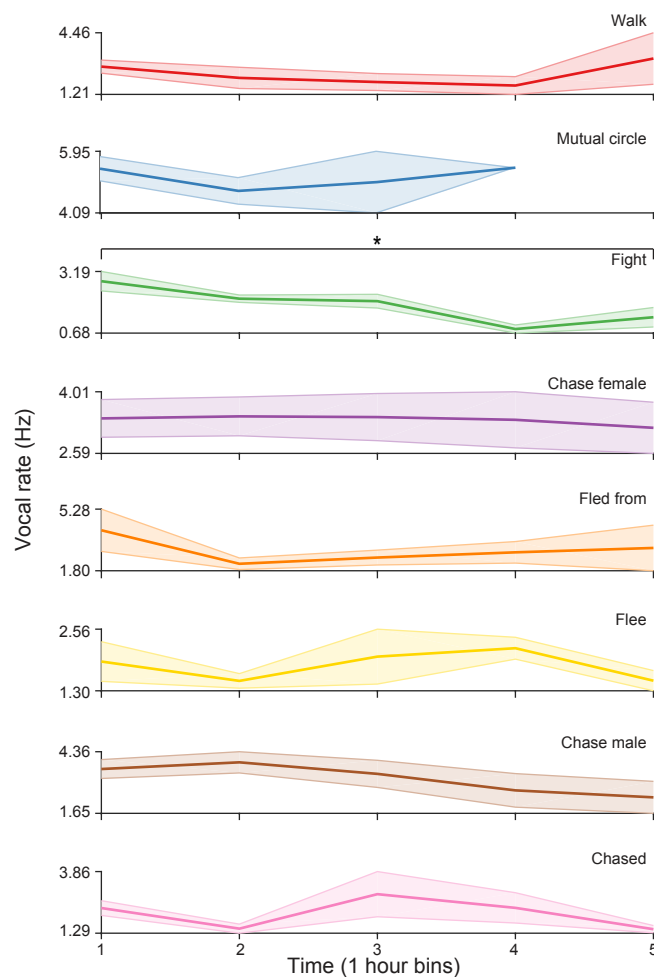 Walk
4.46
1.21
Mutual circle
5.95
4.09
*
Fight
3.19
0.68
Chase female
4.01
2.59
Vocal rate (Hz)
Fled from
5.28
1.80
Flee
2.56
1.30
Chase male
4.36
1.65
Chased
3.86
1.29
1 2 3 4 5
Time (1 hour bins)